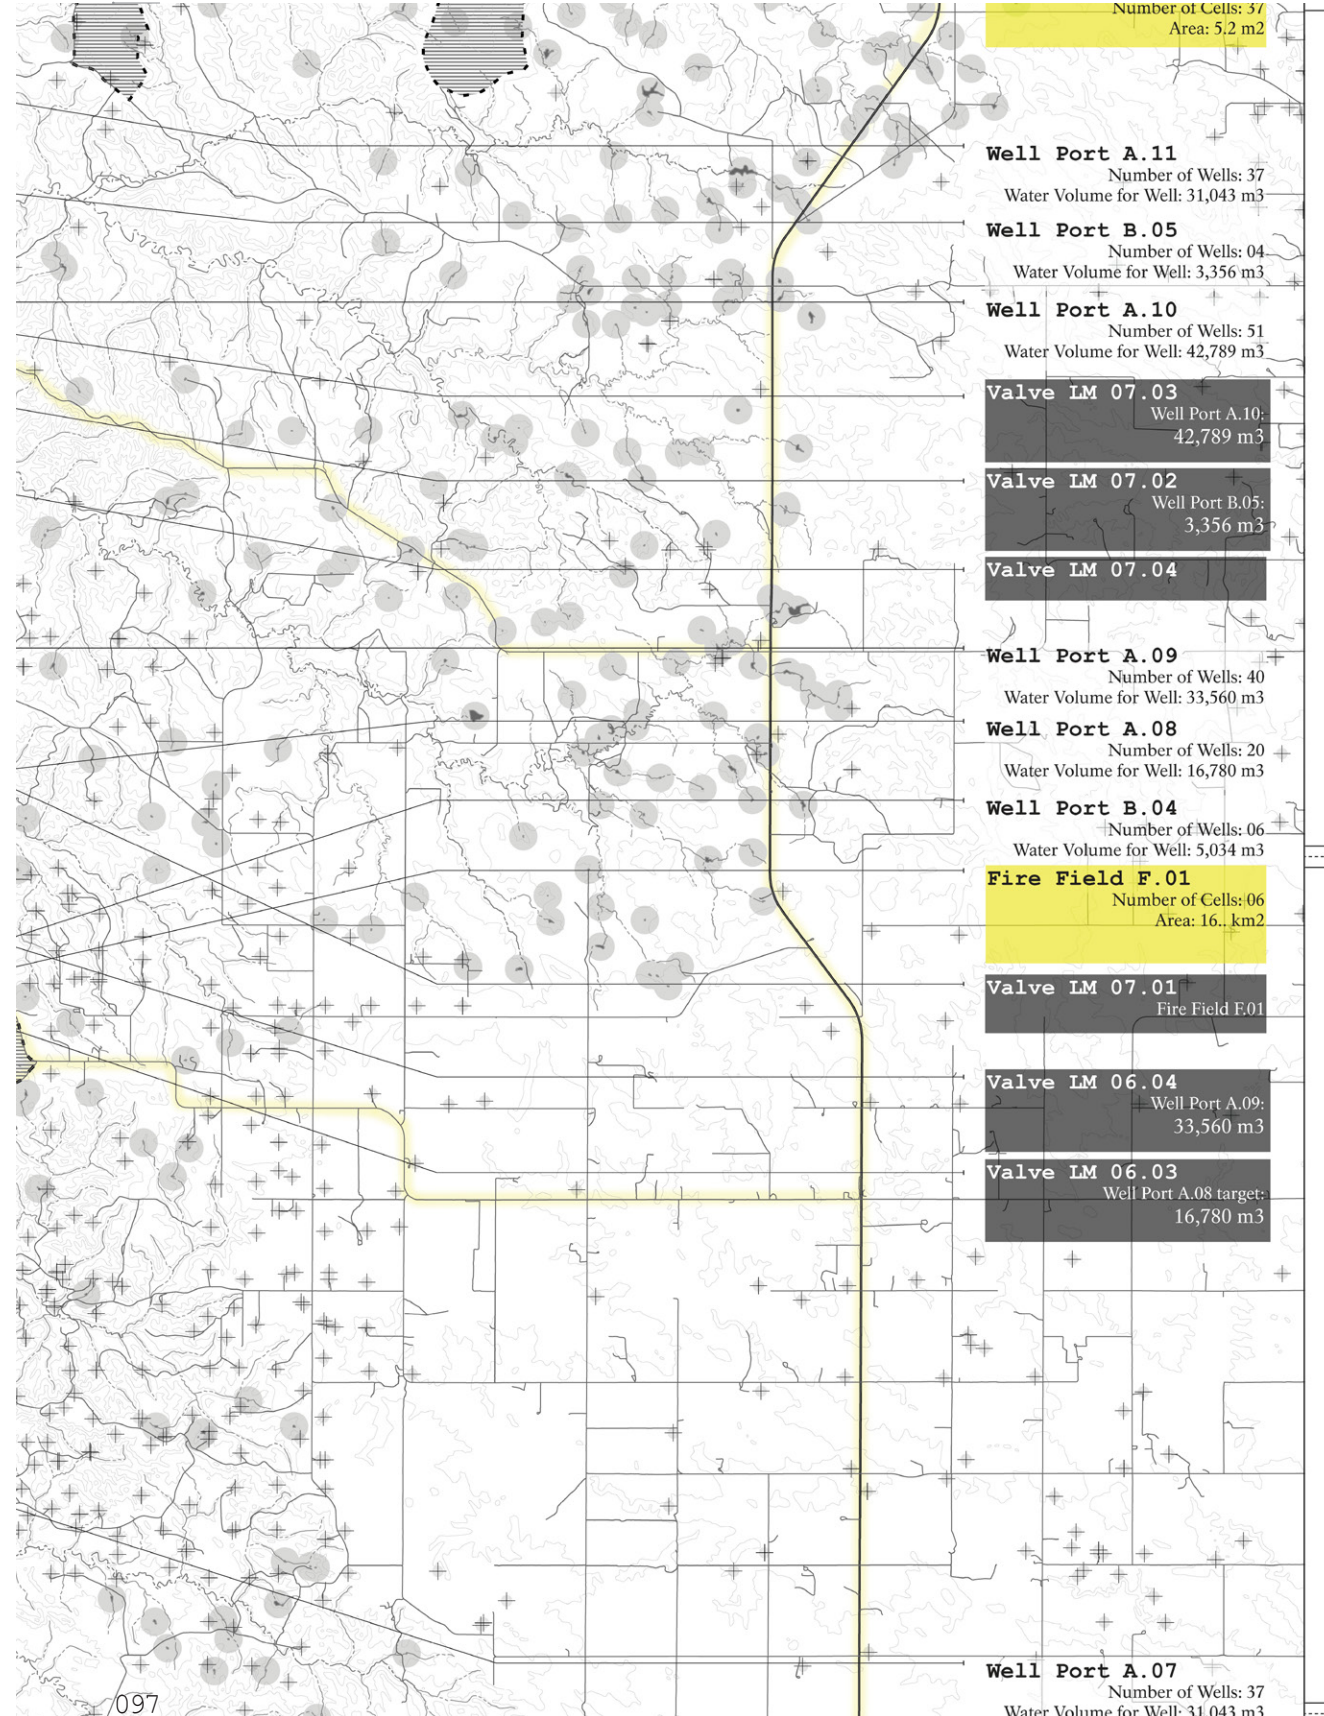 Number of Cells: 37
Area: 5.2 m2
Well Port A.11
Number of Wells: 37
Water Volume for Well: 31,043 m3
Well Port B.05
Number of Wells: 04
Water Volume for Well: 3,356 m3
Well Port A.10
Number of Wells: 51
Water Volume for Well: 42,789 m3
Valve LM 07.03
Well Port A.10:
42,789 m3
Valve LM 07.02
Well Port B.05:
3,356 m3
Valve LM 07.04
Well Port A.09
Number of Wells: 40
Water Volume for Well: 33,560 m3
Well Port A.08
Number of Wells: 20
Water Volume for Well: 16,780 m3
Well Port B.04
Number of Wells: 06
Water Volume for Well: 5,034 m3
Fire Field F.01
Number of Cells: 06
Area: 16.. km2
Valve LM 07.01
Fire Field F.01
Valve LM 06.04
Well Port A.09:
33,560 m3
Valve LM 06.03
Well Port A.08 target:
16,780 m3
Well Port A.07
Number of Wells: 37
Water Volume for Well: 31,043 m3
097